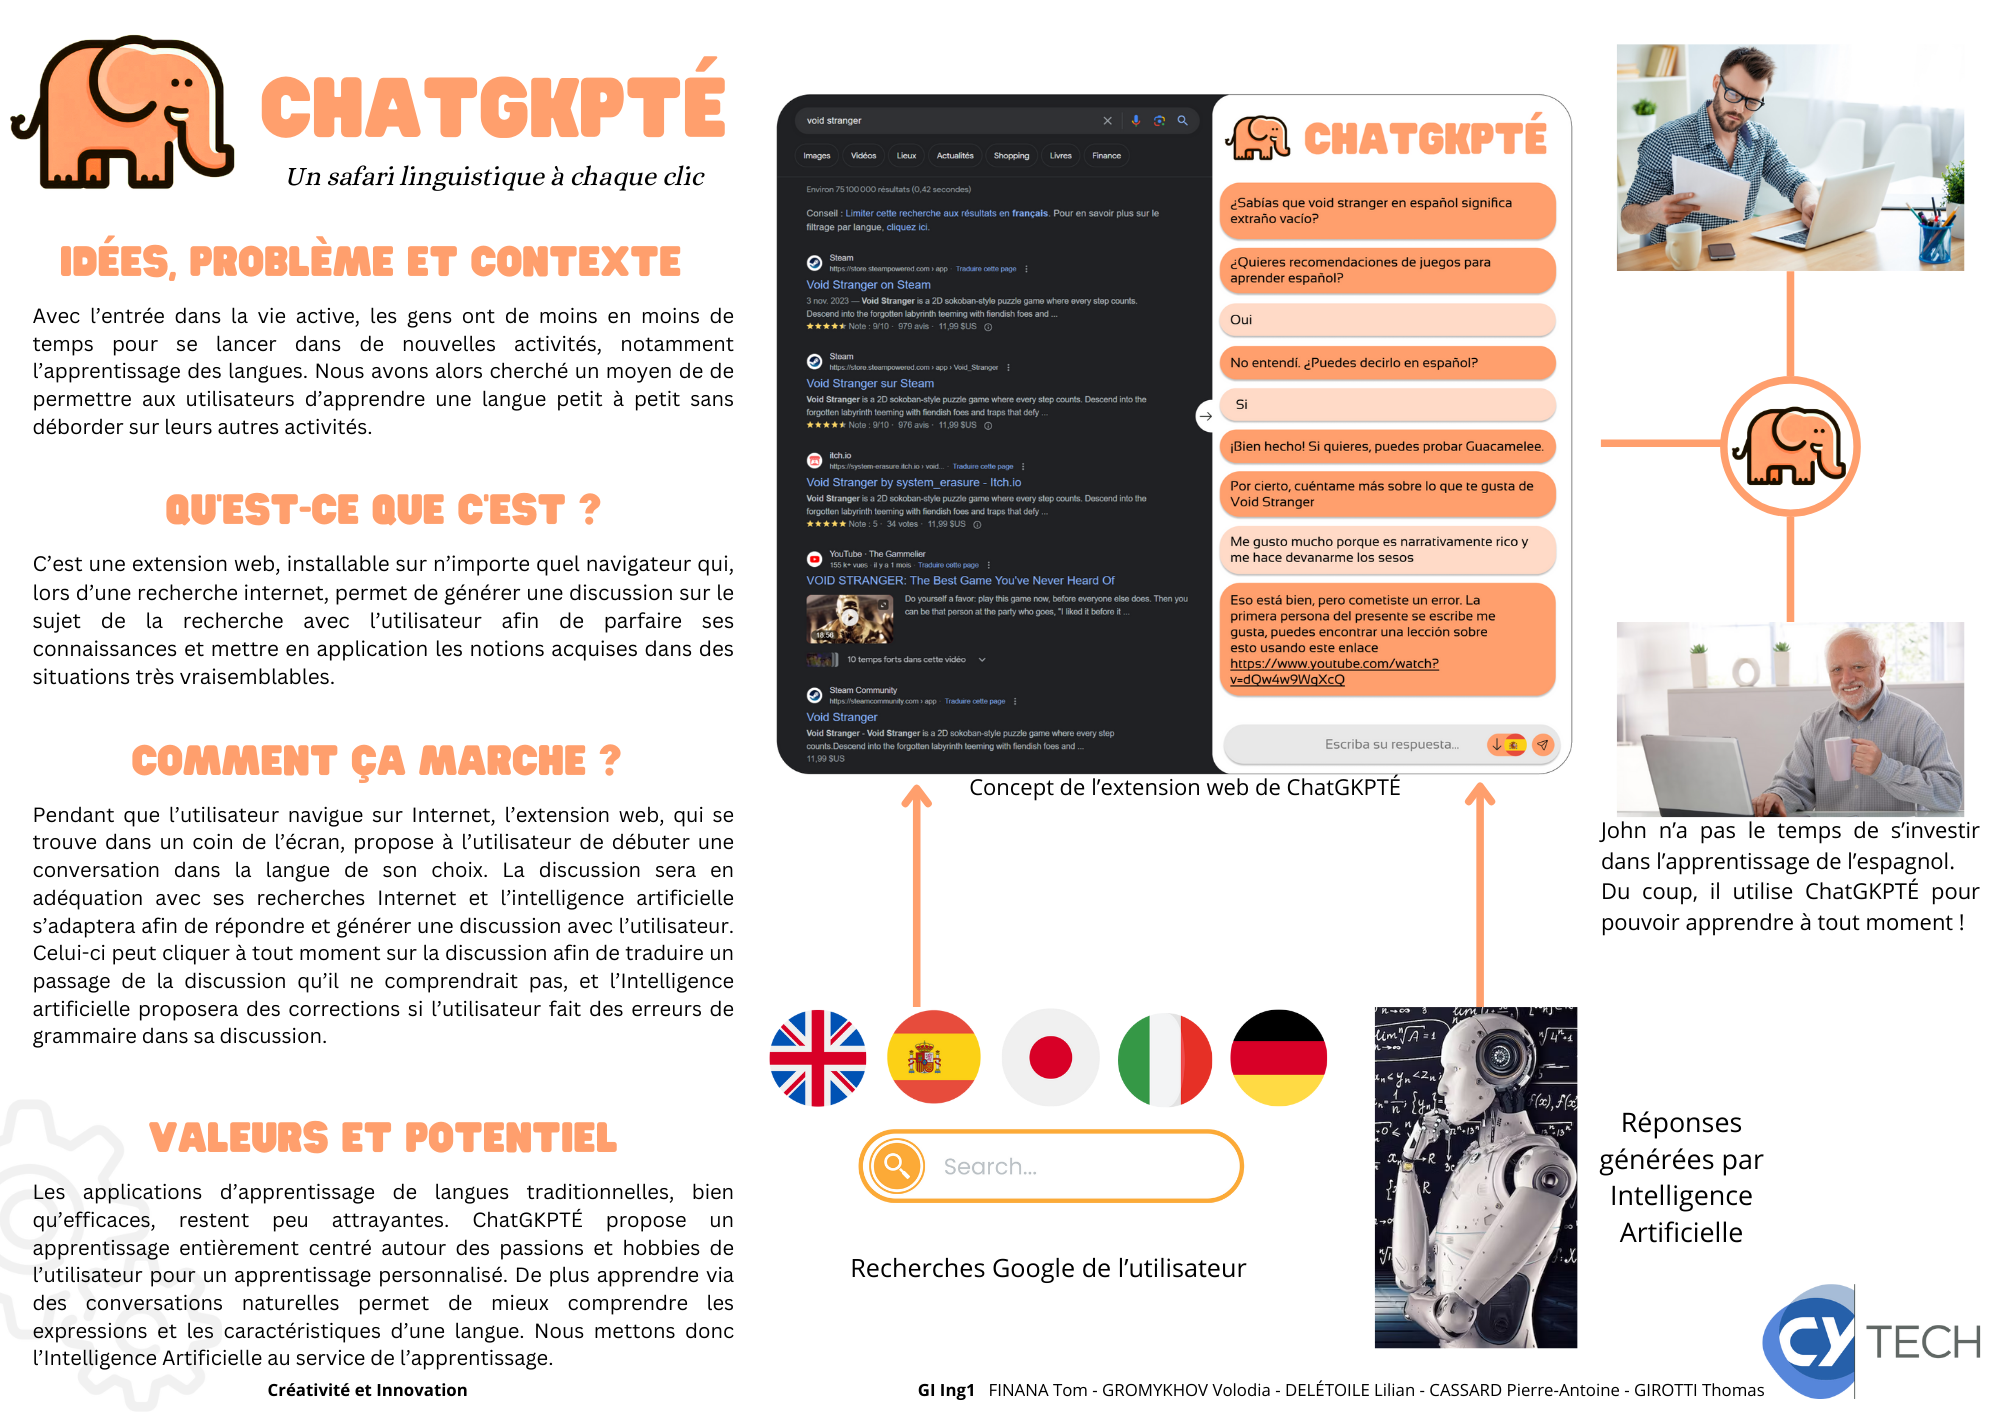 CHATGKPTÉ
Un safari linguistique à chaque clic
IDÉES, PROBLÈME ET CONTEXTE
Avec l’entrée dans la vie active, les gens ont de moins en moins de
temps pour se lancer dans de nouvelles activités, notamment
l’apprentissage des langues. Nous avons alors cherché un moyen de de
permettre aux utilisateurs d’apprendre une langue petit à petit sans
déborder sur leurs autres activités.
QU'EST-CE QUE C'EST ?
C’est une extension web, installable sur n’importe quel navigateur qui,
lors d’une recherche internet, permet de générer une discussion sur le
sujet de la recherche avec l’utilisateur afin de parfaire ses
connaissances et mettre en application les notions acquises dans des
situations très vraisemblables.
COMMENT ÇA MARCHE ?
Pendant que l’utilisateur navigue sur Internet, l’extension web, qui se
trouve dans un coin de l’écran, propose à l’utilisateur de débuter une
conversation dans la langue de son choix. La discussion sera en
adéquation avec ses recherches Internet et l’intelligence artificielle
s’adaptera afin de répondre et générer une discussion avec l’utilisateur.
Celui-ci peut cliquer à tout moment sur la discussion afin de traduire un
passage de la discussion qu’il ne comprendrait pas, et l’Intelligence
artificielle proposera des corrections si l’utilisateur fait des erreurs de
grammaire dans sa discussion.
VALEURS ET POTENTIEL
Les applications d’apprentissage de langues traditionnelles, bien
qu’efficaces, restent peu attrayantes. ChatGKPTÉ propose un
apprentissage entièrement centré autour des passions et hobbies de
l’utilisateur pour un apprentissage personnalisé. De plus apprendre via
des conversations naturelles permet de mieux comprendre les
expressions et les caractéristiques d’une langue. Nous mettons donc
l’Intelligence Artificielle au service de l’apprentissage.
Créativité et Innovation
void stranger
Images Vidéos Lieux Actualités Shopping Livres Finance
Environ 75 100 000 résultats (0,42 secondes)
Conseil : Limiter cette recherche aux résultats en français. Pour en savoir plus sur le
filtrage par langue, cliquez ici.
Steam
https://store.steampowered.com › app · Traduire cette page
Void Stranger on Steam
3 nov. 2023 — Void Stranger is a 2D sokoban-style puzzle game where every step counts.
Descend into the forgotten labyrinth teeming with fiendish foes and ...
Note : 9/10 · 979 avis · 11,99 $US
Steam
https://store.steampowered.com › app › Void_Stranger
Void Stranger sur Steam
Void Stranger is a 2D sokoban-style puzzle game where every step counts. Descend into the
forgotten labyrinth teeming with fiendish foes and traps that defy ...
Note : 9/10 · 976 avis · 11,99 $US
itch.io
https://system-erasure.itch.io › void... · Traduire cette page
Void Stranger by system_erasure - Itch.io
Void Stranger is a 2D sokoban-style puzzle game where every step counts. Descend into the
forgotten labyrinth teeming with fiendish foes and traps that defy ...
Note : 5 · 34 votes · 11,99 $US
YouTube · The Gammelier
155 k+ vues · il y a 1 mois · Traduire cette page
VOID STRANGER: The Best Game You've Never Heard Of
Do yourself a favor: play this game now, before everyone else does. Then you
can be that person at the party who goes, "I liked it before it ...
18:56
10 temps forts dans cette vidéo
Steam Community
https://steamcommunity.com › app · Traduire cette page
Void Stranger
Void Stranger - Void Stranger is a 2D sokoban-style puzzle game where every step
counts.Descend into the forgotten labyrinth teeming with fiendish foes and ...
11,99 $US
CHATGKPTÉ
¿Sabías que void stranger en español significa
extraño vacío?
¿Quieres recomendaciones de juegos para
aprender español?
Oui
No entendí. ¿Puedes decirlo en español?
Si
¡Bien hecho! Si quieres, puedes probar Guacamelee.
Por cierto, cuéntame más sobre lo que te gusta de
Void Stranger
Me gusto mucho porque es narrativamente rico y
me hace devanarme los sesos
Eso está bien, pero cometiste un error. La
primera persona del presente se escribe me
gusta, puedes encontrar una lección sobre
esto usando este enlace
https://www.youtube.com/watch?
v=dQw4w9WgXcQ
Escriba su respuesta...
Concept de l’extension web de ChatGKPTÉ
Search...
Recherches Google de l’utilisateur
John n’a pas le temps de s’investir
dans l’apprentissage de l’espagnol.
Du coup, il utilise ChatGKPTÉ pour
pouvoir apprendre à tout moment !
Réponses
générées par
Intelligence
Artificielle
CY TECH
GI Ing1 FINANA Tom - GROMYKHOV Volodia - DELÉTOILE Lilian - CASSARD Pierre-Antoine - GIROTTI Thomas